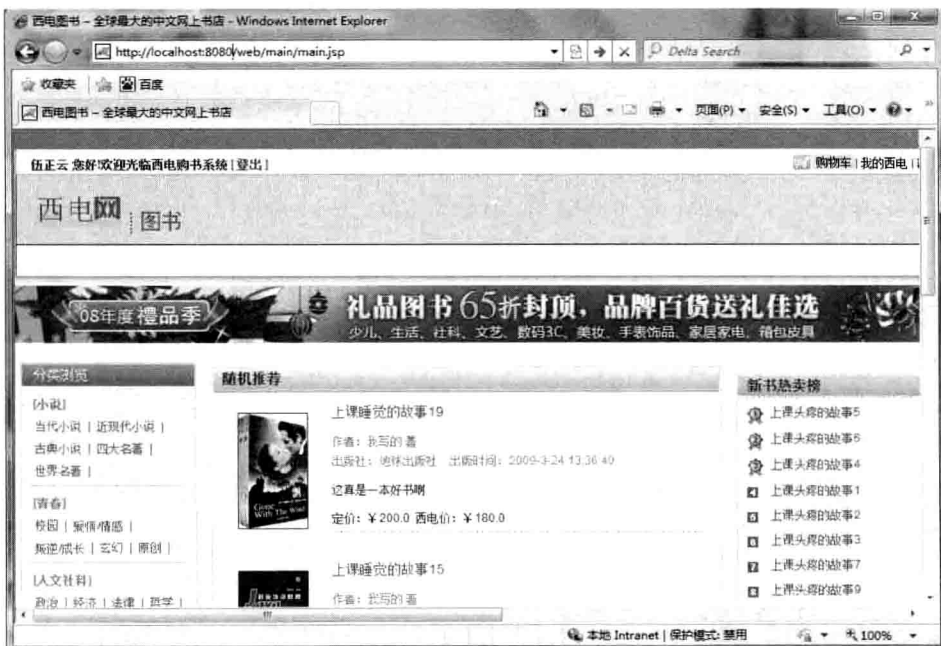 西电图书 – 全球最大的中文网上书店 - Windows Internet Explorer
http://localhost:8080/web/main/main.jsp
Delta Search
收藏夹 百度
西电图书 – 全球最大的中文网上书店
页面(P) 安全(S) 工具(O)
伍正云 您好!欢迎光临西电购书系统 | 登出 |
购物车 | 我的西电 |
西电网 图书
08年度禮品季
礼品图书 65折封顶，品牌百货送礼佳选
少儿、生活、社科、文艺、数码3C、美妆、手表饰品、家居家电、箱包皮具
分类浏览
[小说]
当代小说 | 近现代小说 |
古典小说 | 四大名著 |
世界名著 |
[青春]
校园 | 爱情/情感 |
叛逆/成长 | 玄幻 | 原创 |
[人文社科]
政治 | 经济 | 法律 | 哲学 |
随机推荐
上课睡觉的故事19
作者：我写的 著
出版社：地球出版社 出版时间：2009-3-24 13:36:49
这真是一本好书啊
定价：￥200.0 西电价：￥180.0
Gone With The Wind
上课睡觉的故事15
作者：我写的 著
新书热卖榜
上课头疼的故事5
上课头疼的故事6
上课头疼的故事4
4 上课头疼的故事1
5 上课头疼的故事2
6 上课头疼的故事3
7 上课头疼的故事7
8 上课头疼的故事9
本地 Intranet | 保护模式: 禁用
100%